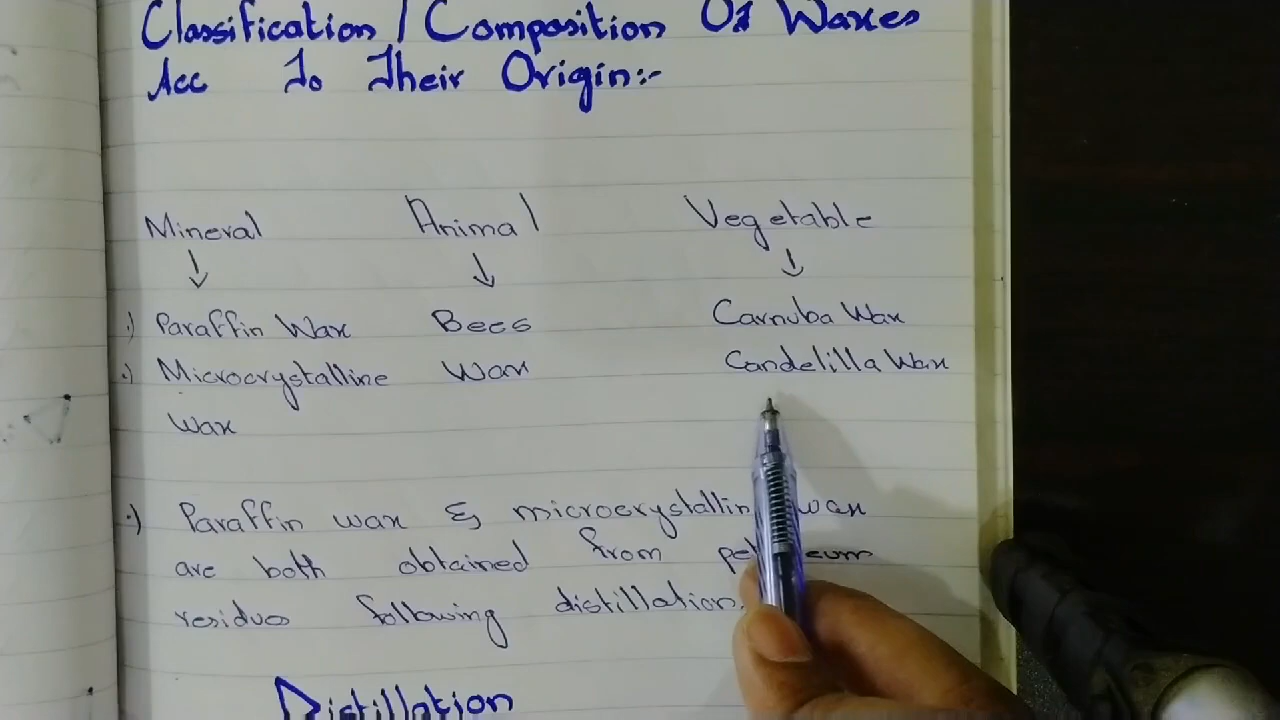 Classification / Composition Of Waxes
Acc To Their Origin:-
Mineral Animal Vegetable
↓ ↓ ↓
·) Paraffin Wax Bees Carnuba Wax
·) Microcrystalline Wax Candelilla Wax
Wax
·) Paraffin wax & microcrystallin wax
are both obtained from pe eum
residue following distillation.
Distillation